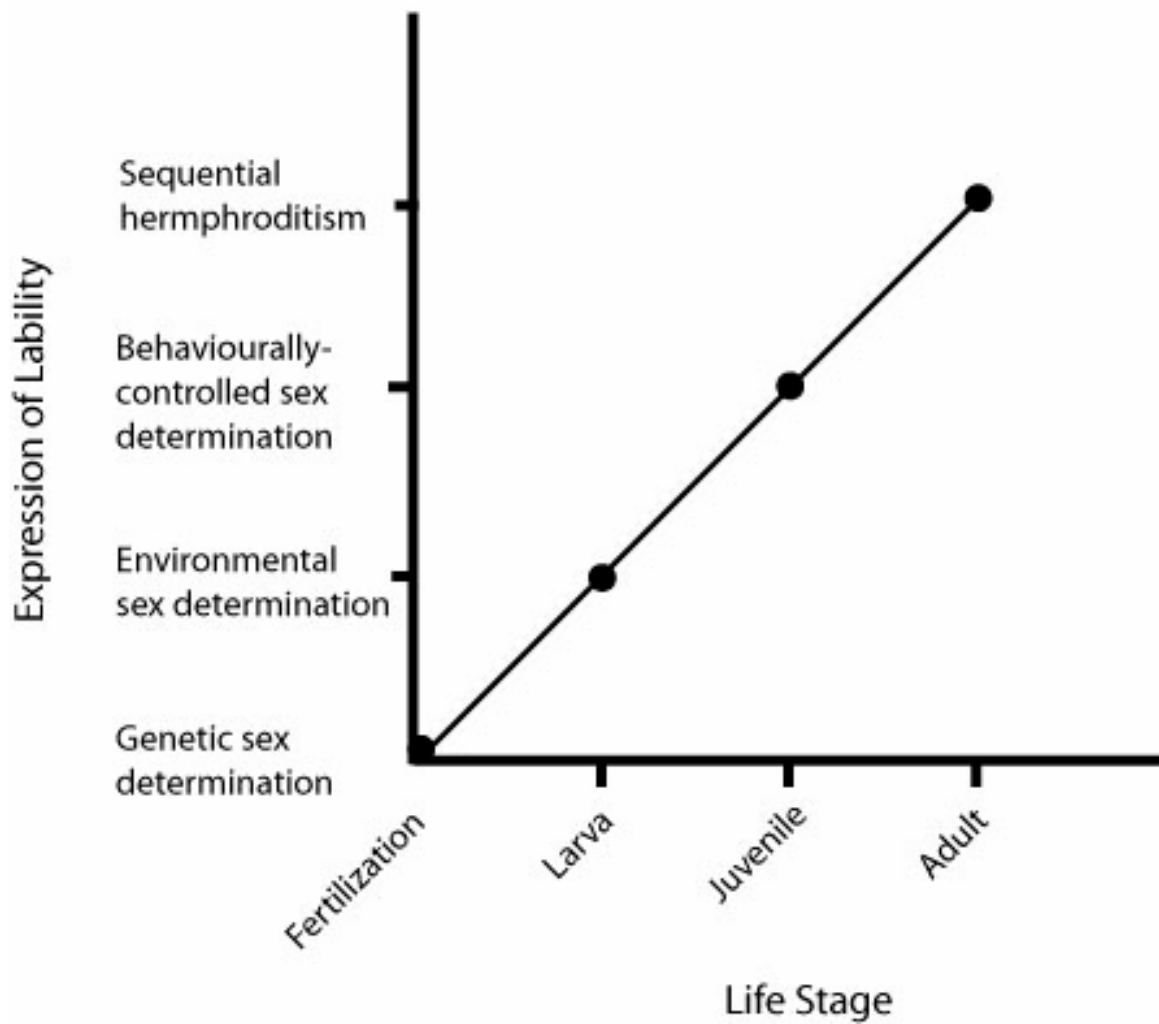 Sequential
hermphroditism
Behaviourally-
controlled sex
determination
Environmental
sex determination
Genetic sex
determination
Expression of Lability
Fertilization
Larva
Juvenile
Adult
Life Stage